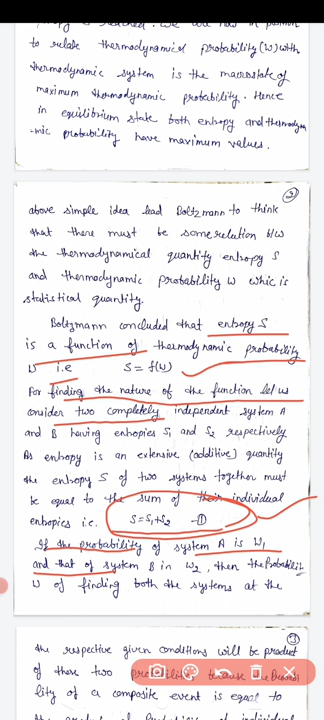 to relate thermodynamical probability (W) with
thermodynamic system is the macrostate of
maximum thermodynamic probability. Hence
in equilibrium state both entropy and thermodyna
-mic probability have maximum values.
2
above simple idea lead Boltzmann to think
that there must be some relation b/w
the thermodynamical quantity entropy S
and thermodynamic probability W whic is
statistical quantity.
Boltzmann concluded that entropy S
is a function of thermodynamic probability
W i.e S = f(W)
For finding the nature of the function let us
consider two completely independent system A
and B having entropies S1 and S2 respectively
As entropy is an extensive (additive) quantity
the entropy S of two systems together must
be equal to the sum of their individual
entropies i.e. S = S1 + S2 - ①
If the probability of system A is W1
and that of system B in W2, then the Probability
W of finding both the systems at the
3
the respective given conditions will be product
of these two
lity of a composite event is equal to